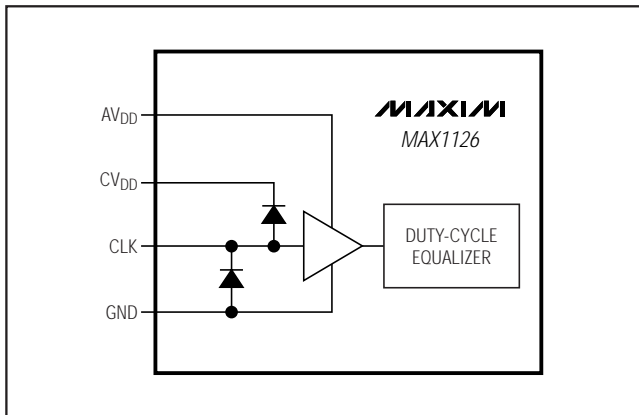 AVDD
MAXIM
MAX1126
CVDD
CLK
DUTY-CYCLE
EQUALIZER
GND